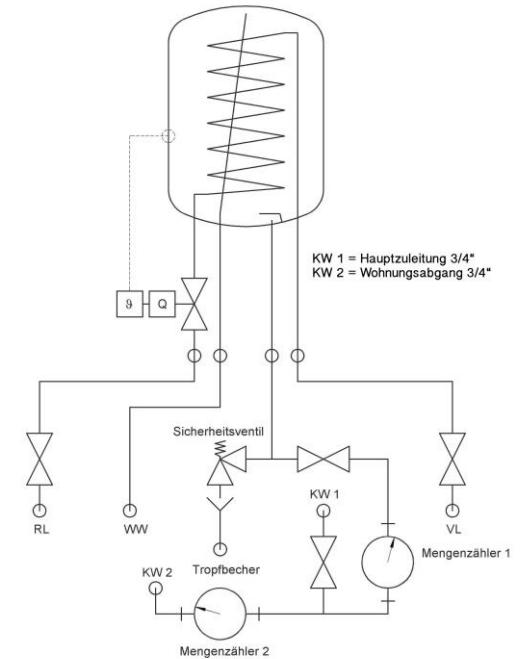 KW 1 = Hauptzuleitung 3/4"
KW 2 = Wohnungsabgang 3/4"
ϑ
Q
Sicherheitsventil
KW 1
RL
WW
VL
Mengenzähler 1
Tropfbecher
KW 2
Mengenzähler 2